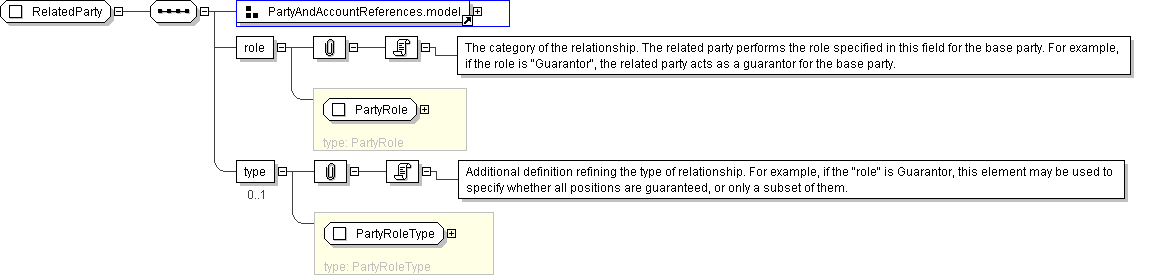 RelatedParty
PartyAndAccountReferences.model
role
The category of the relationship. The related party performs the role specified in this field for the base party. For example,
if the role is "Guarantor", the related party acts as a guarantor for the base party.
PartyRole
type: PartyRole
type
0..1
Additional definition refining the type of relationship. For example, if the "role" is Guarantor, this element may be used to
specify whether all positions are guaranteed, or only a subset of them.
PartyRoleType
type: PartyRoleType